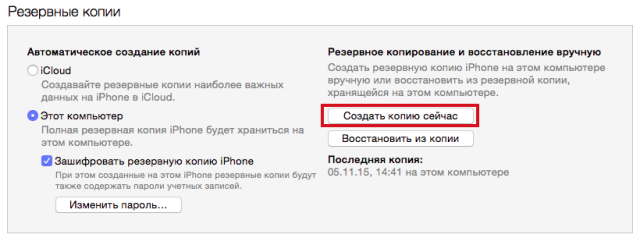 Резервные копии
Автоматическое создание копий
iCloud
Создавайте резервные копии наиболее важных
данных на iPhone в iCloud.
Этот компьютер
Полная резервная копия iPhone будет храниться на
этом компьютере.
Зашифровать резервную копию iPhone
При этом созданные на этом iPhone резервные копии будут
также содержать пароли учетных записей.
Изменить пароль...
Резервное копирование и восстановление вручную
Создать резервную копию iPhone на этом компьютере
вручную или восстановить из резервной копии,
хранящейся на этом компьютере.
Создать копию сейчас
Восстановить из копии
Последняя копия:
05.11.15, 14:41 на этом компьютере